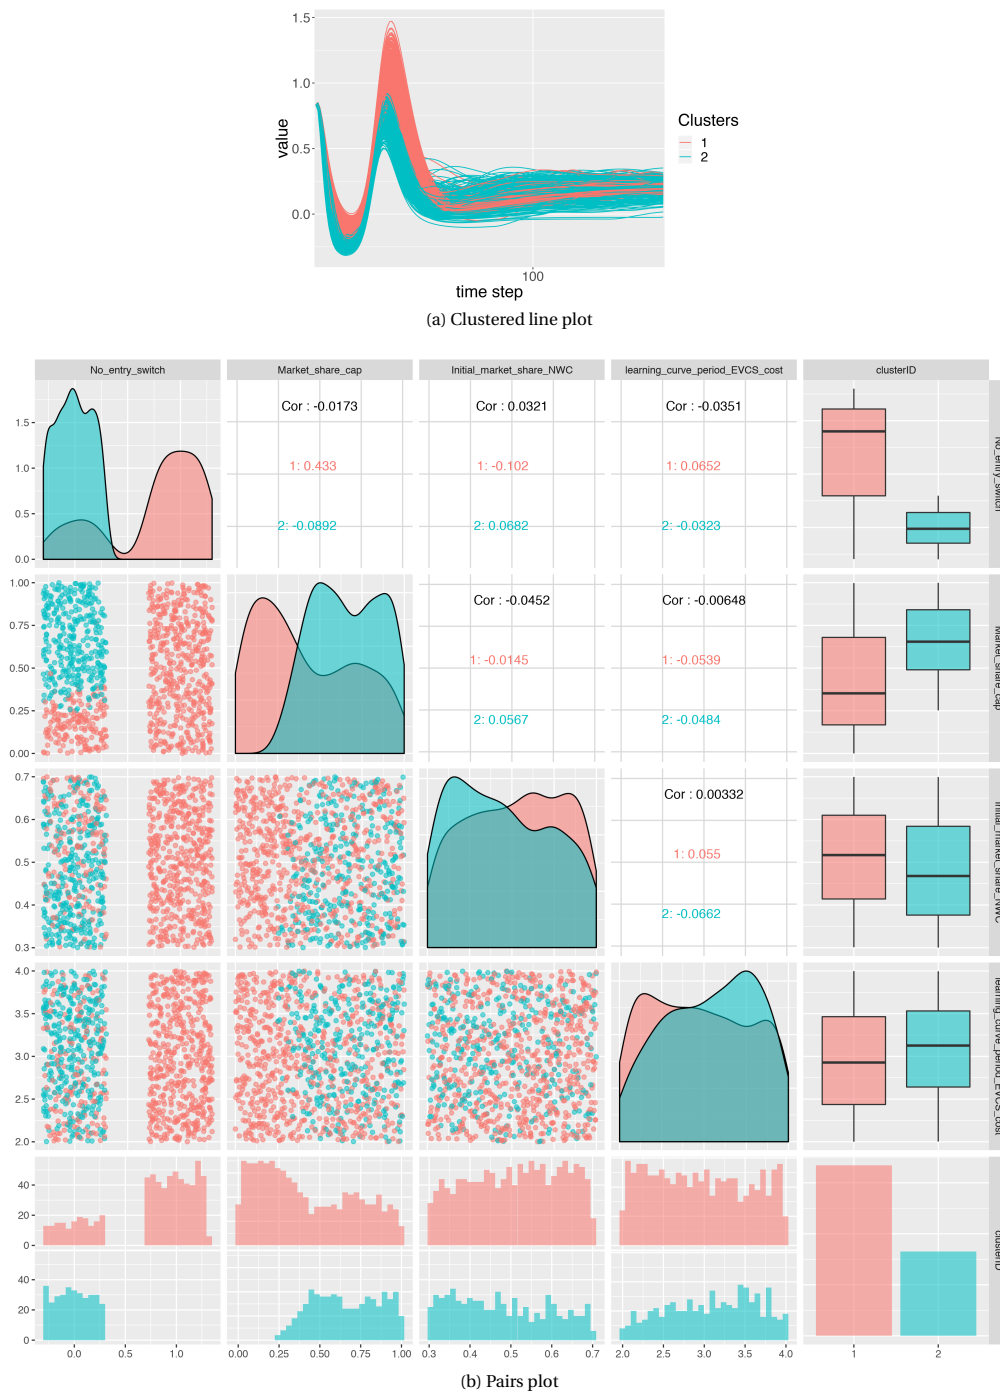 1.5
1.0
0.5
0.0
value
100
time step
Clusters
1
2
(a) Clustered line plot
No_entry_switch
Market_share_cap
Initial_market_share_NWC
learning_curve_period_EVCS_cost
clusterID
1.5
1.0
0.5
0.0
Cor : -0.0173
1: 0.433
2: -0.0892
Cor : 0.0321
1: -0.102
2: 0.0682
Cor : -0.0351
1: 0.0652
2: -0.0323
No_entry_switch
1.00
0.75
0.50
0.25
0.00
Cor : -0.0452
1: -0.0145
2: 0.0567
Cor : -0.00648
1: -0.0539
2: -0.0484
Market_share_cap
0.7
0.6
0.5
0.4
0.3
Cor : 0.00332
1: 0.055
2: -0.0662
Initial_market_share_NWC
4.0
3.5
3.0
2.5
2.0
learning_curve_period_EVCS_cost
40
20
0
40
20
0
clusterID
0.0 0.5 1.0
0.00 0.25 0.50 0.75 1.00
0.3 0.4 0.5 0.6 0.7
2.0 2.5 3.0 3.5 4.0
1 2
(b) Pairs plot